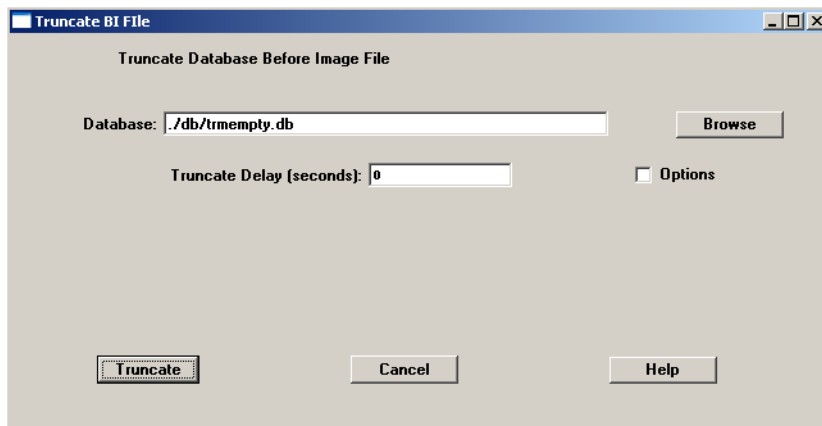 Truncate BI FIle
Truncate Database Before Image File
Database: ./db/trmempty.db Browse
Truncate Delay (seconds): 0 Options
Truncate Cancel Help